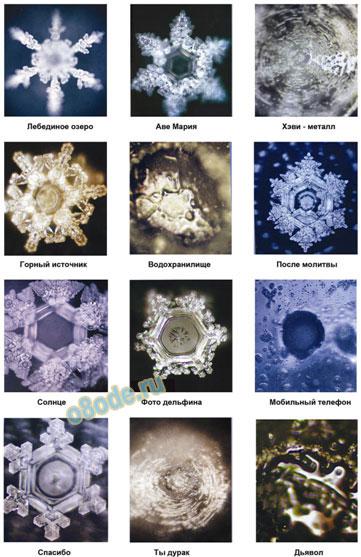 Лебединое озеро
Аве Мария
Хэви - металл
Горный источник
Водохранилище
После молитвы
Солнце
Фото дельфина
Мобильный телефон
o8ode.ru
Спасибо
Ты дурак
Дьявол